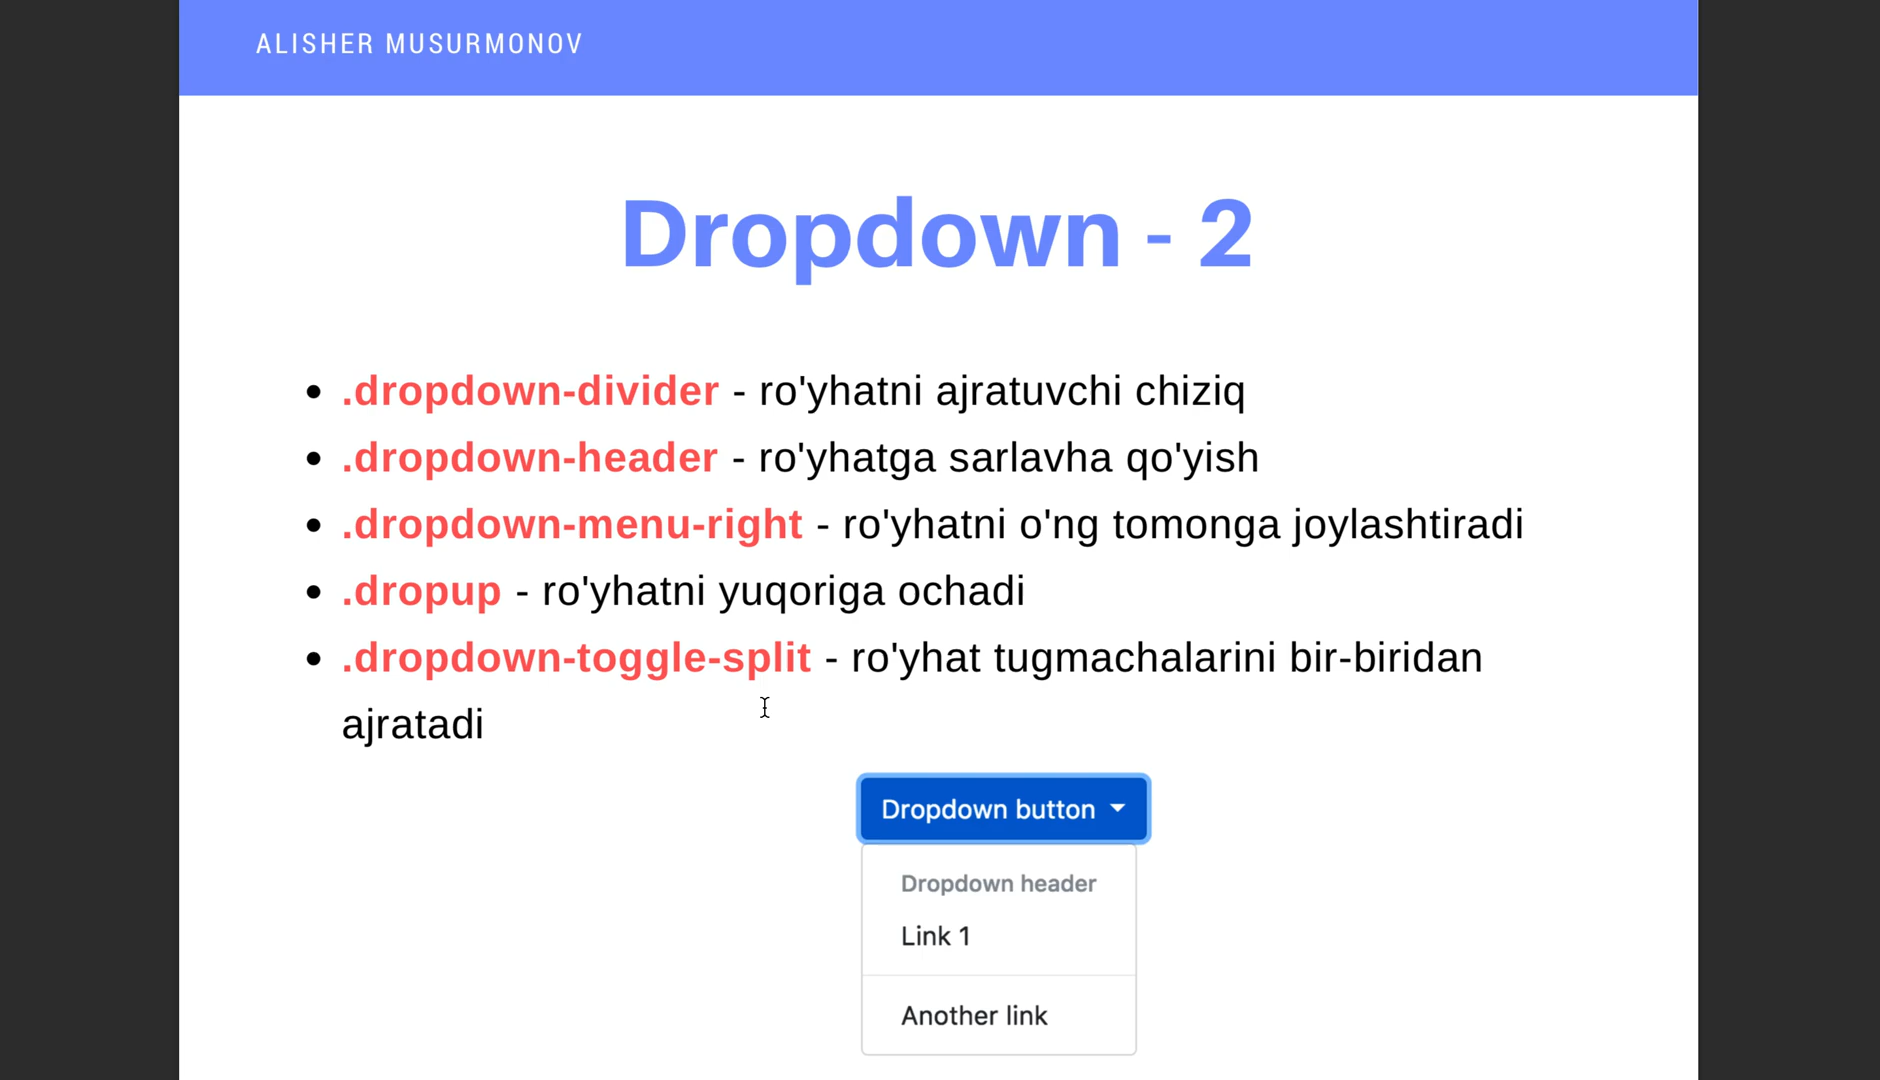 ALISHER MUSURMONOV
Dropdown - 2
.dropdown-divider - ro'yhatni ajratuvchi chiziq
.dropdown-header - ro'yhatga sarlavha qo'yish
.dropdown-menu-right - ro'yhatni o'ng tomonga joylashtiradi
.dropup - ro'yhatni yuqoriga ochadi
.dropdown-toggle-split - ro'yhat tugmachalarini bir-biridan
ajratadi
Dropdown button
Dropdown header
Link 1
Another link